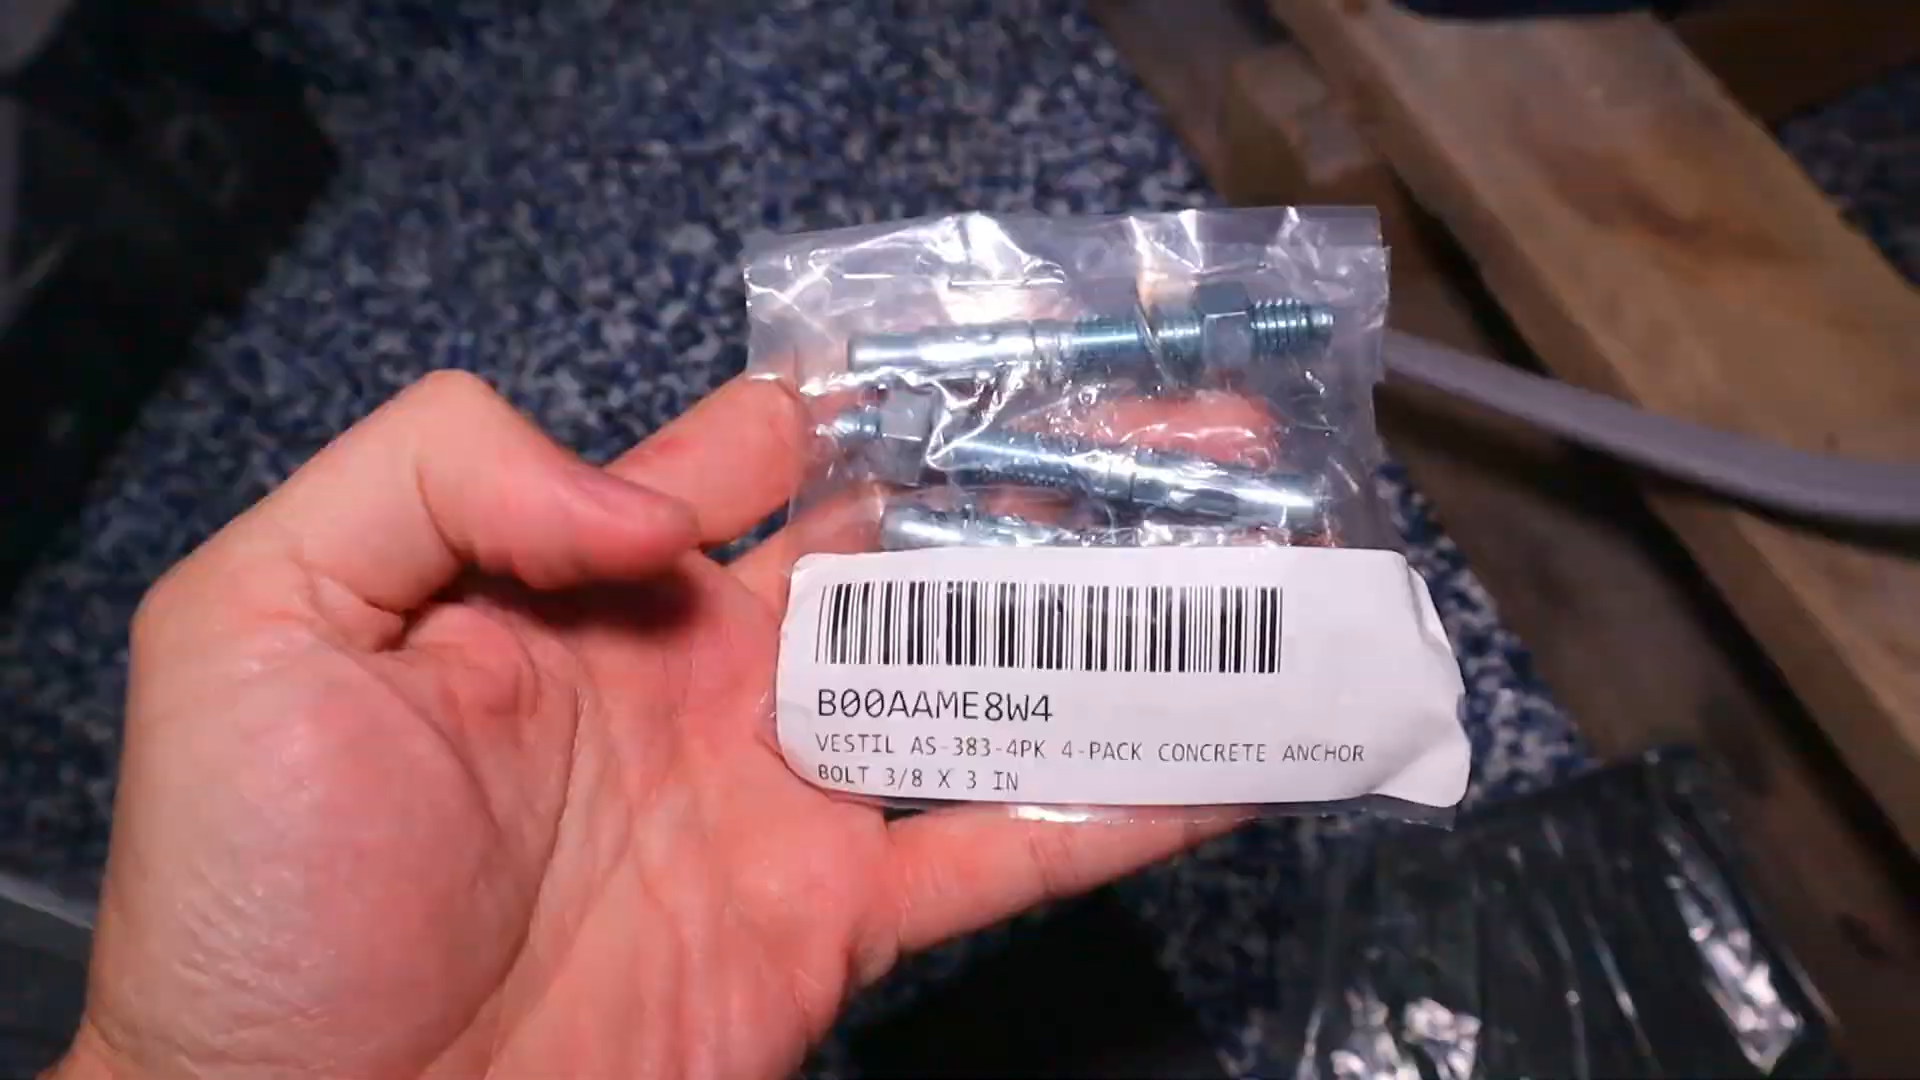 B00AAME8W4
VESTIL AS-383-4PK 4-PACK CONCRETE ANCHOR
BOLT 3/8 X 3 IN